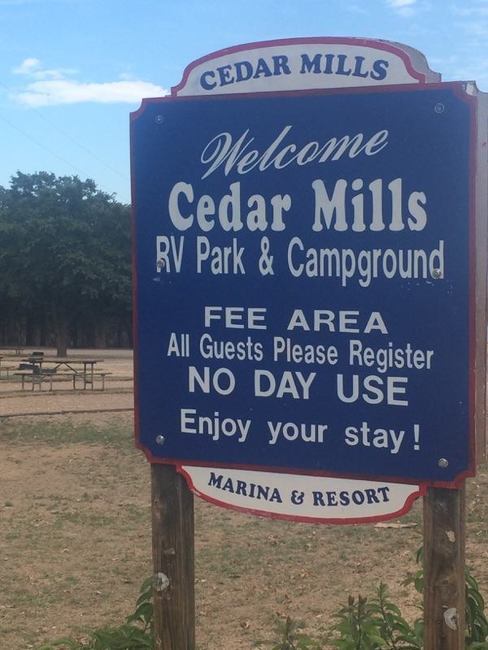 CEDAR MILLS
Welcome
Cedar Mills
RV Park & Campground
FEE AREA
All Guests Please Register
NO DAY USE
Enjoy your stay!
MARINA & RESORT